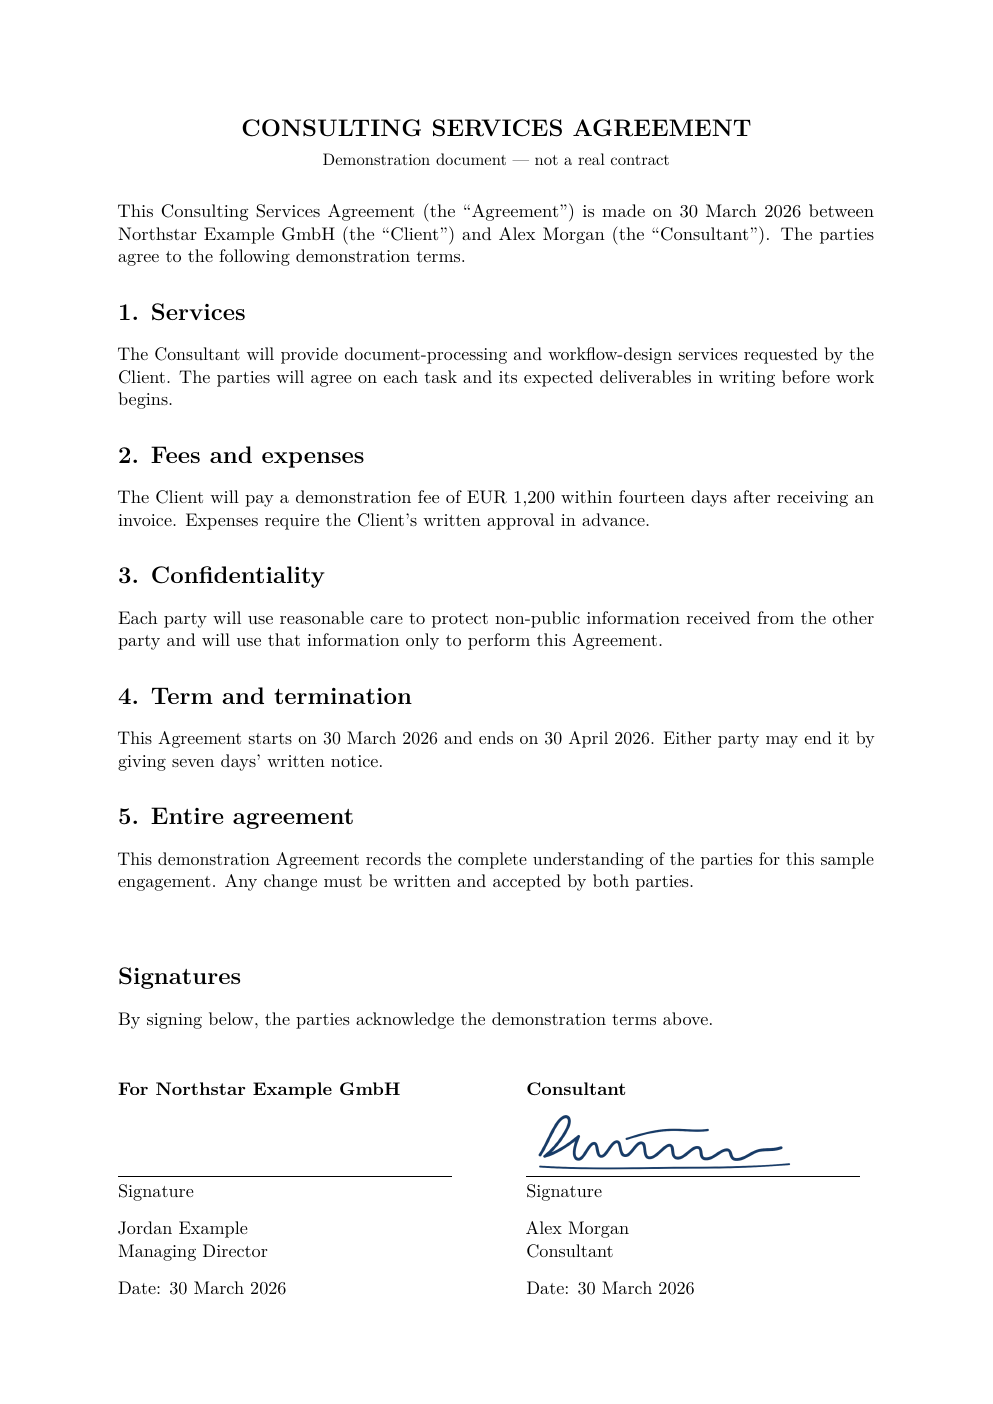 CONSULTING SERVICES AGREEMENT
Demonstration document — not a real contract
This Consulting Services Agreement (the “Agreement”) is made on 30 March 2026 between
Northstar Example GmbH (the “Client”) and Alex Morgan (the “Consultant”). The parties
agree to the following demonstration terms.
1. Services
The Consultant will provide document-processing and workflow-design services requested by the
Client. The parties will agree on each task and its expected deliverables in writing before work
begins.
2. Fees and expenses
The Client will pay a demonstration fee of EUR 1,200 within fourteen days after receiving an
invoice. Expenses require the Client’s written approval in advance.
3. Confidentiality
Each party will use reasonable care to protect non-public information received from the other
party and will use that information only to perform this Agreement.
4. Term and termination
This Agreement starts on 30 March 2026 and ends on 30 April 2026. Either party may end it by
giving seven days’ written notice.
5. Entire agreement
This demonstration Agreement records the complete understanding of the parties for this sample
engagement. Any change must be written and accepted by both parties.
Signatures
By signing below, the parties acknowledge the demonstration terms above.
For Northstar Example GmbH
Signature
Jordan Example
Managing Director
Date: 30 March 2026
Consultant
Signature
Alex Morgan
Consultant
Date: 30 March 2026